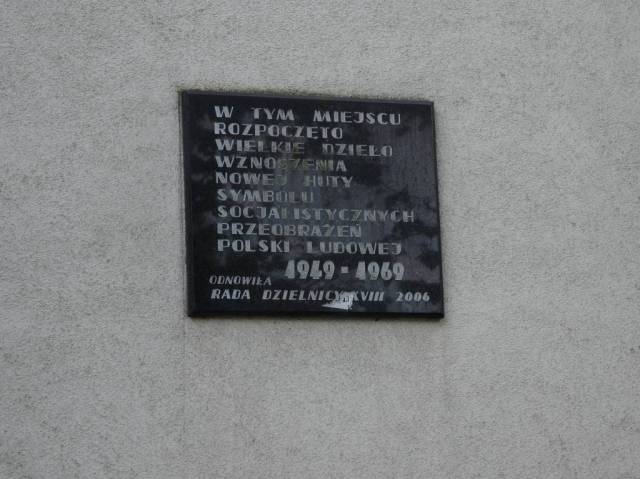 W TYM MIEJSCU
ROZPOCZĘTO
WIELKIE DZIEŁO
WZNOSZENIA
NOWEJ HUTY
SYMBOLU
SOCJALISTYCZNYCH
PRZEOBRAŻEŃ
POLSKI LUDOWEJ
1949 - 1969
ODNOWIŁA
RADA DZIELNICY XVIII 2006